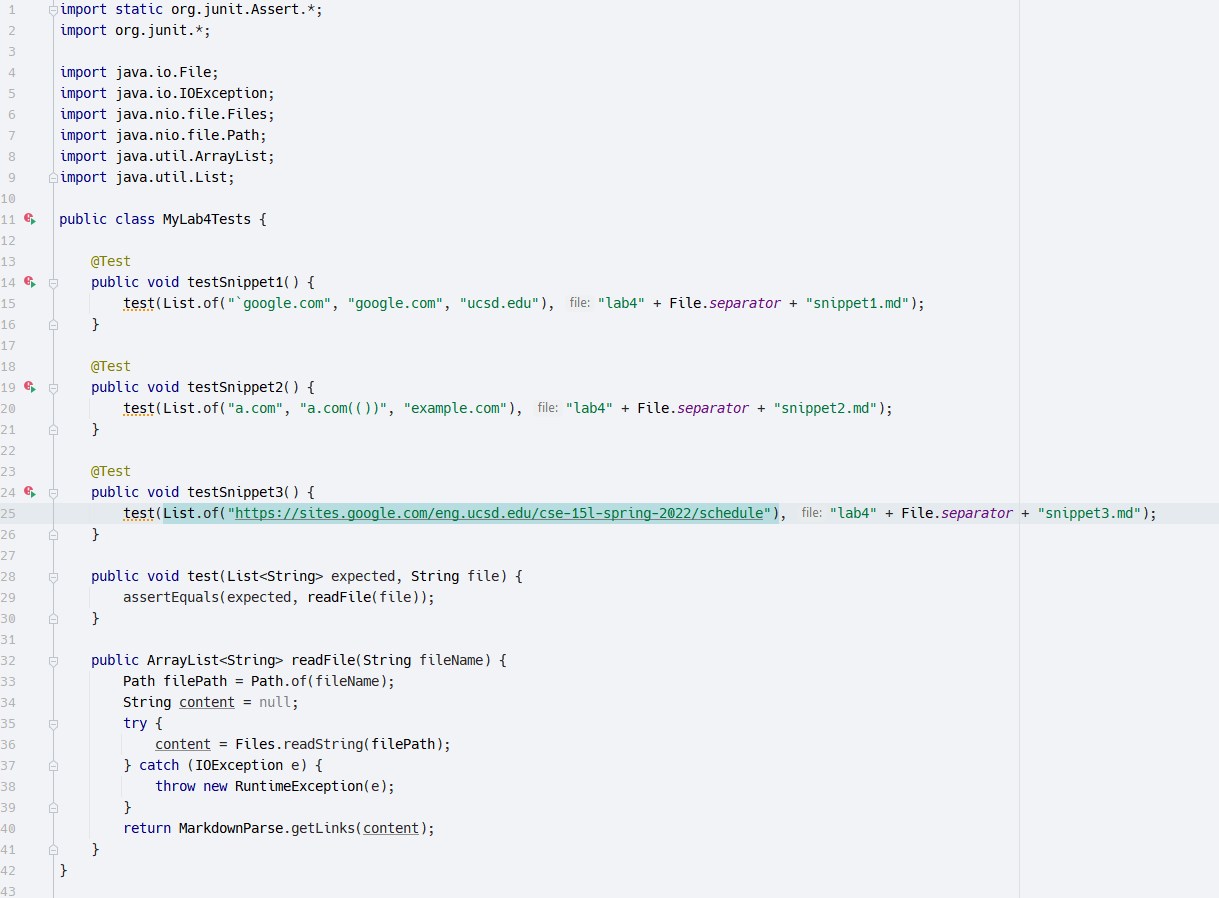 1 import static org.junit.Assert.*;
2 import org.junit.*;
3
4 import java.io.File;
5 import java.io.IOException;
6 import java.nio.file.Files;
7 import java.nio.file.Path;
8 import java.util.ArrayList;
9 import java.util.List;
10
11 public class MyLab4Tests {
12
13     @Test
14     public void testSnippet1() {
15         test(List.of("`google.com", "google.com", "ucsd.edu"), file: "lab4" + File.separator + "snippet1.md");
16     }
17
18     @Test
19     public void testSnippet2() {
20         test(List.of("a.com", "a.com(())", "example.com"), file: "lab4" + File.separator + "snippet2.md");
21     }
22
23     @Test
24     public void testSnippet3() {
25         test(List.of("https://sites.google.com/eng.ucsd.edu/cse-15l-spring-2022/schedule"), file: "lab4" + File.separator + "snippet3.md");
26     }
27
28     public void test(List<String> expected, String file) {
29         assertEquals(expected, readFile(file));
30     }
31
32     public ArrayList<String> readFile(String fileName) {
33         Path filePath = Path.of(fileName);
34         String content = null;
35         try {
36             content = Files.readString(filePath);
37         } catch (IOException e) {
38             throw new RuntimeException(e);
39         }
40         return MarkdownParse.getLinks(content);
41     }
42 }
43